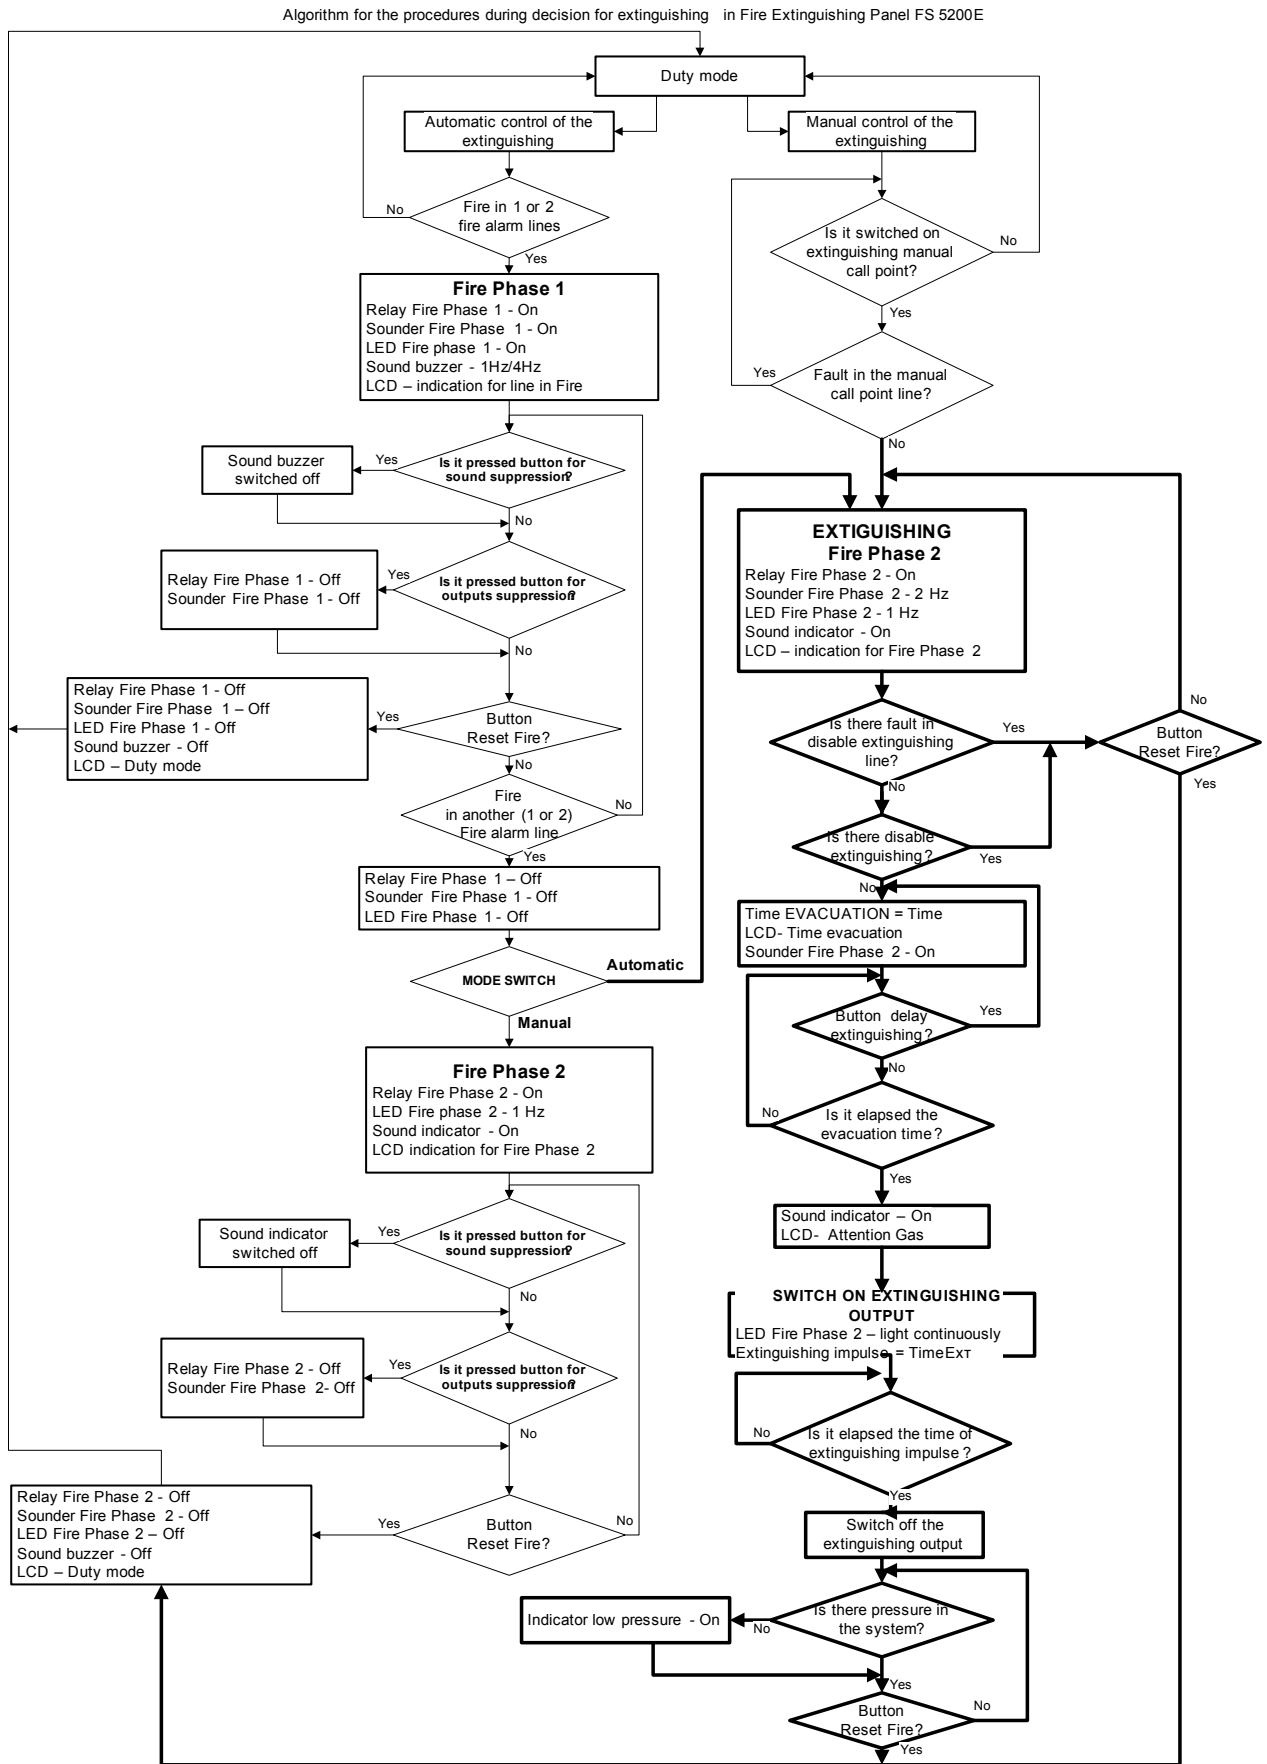 Algorithm for the procedures during decision for extinguishing in Fire Extinguishing Panel FS 5200E
Duty mode
Automatic control of the
extinguishing
Manual control of the
extinguishing
No
Fire in 1 or 2
fire alarm lines
Yes
Is it switched on
extinguishing manual
call point?
No
Yes
Fire Phase 1
Relay Fire Phase 1 - On
Sounder Fire Phase 1 - On
LED Fire phase 1 - On
Sound buzzer - 1Hz/4Hz
LCD – indication for line in Fire
Yes
Fault in the manual
call point line?
No
Sound buzzer
switched off
Yes
Is it pressed button for
sound suppression?
No
Relay Fire Phase 1 - Off
Sounder Fire Phase 1 - Off
Yes
Is it pressed button for
outputs suppression?
No
EXTIGUISHING
Fire Phase 2
Relay Fire Phase 2 - On
Sounder Fire Phase 2 - 2 Hz
LED Fire Phase 2 - 1 Hz
Sound indicator - On
LCD – indication for Fire Phase 2
Relay Fire Phase 1 - Off
Sounder Fire Phase 1 – Off
LED Fire Phase 1 - Off
Sound buzzer - Off
LCD – Duty mode
Yes
Button
Reset Fire?
No
Is there fault in
disable extinguishing
line?
Yes
No
No
Button
Reset Fire?
Yes
Fire
in another (1 or 2)
Fire alarm line
No
Yes
Is there disable
extinguishing?
Yes
No
Relay Fire Phase 1 – Off
Sounder Fire Phase 1 - Off
LED Fire Phase 1 - Off
Time EVACUATION = Time
LCD- Time evacuation
Sounder Fire Phase 2 - On
MODE SWITCH
Automatic
Manual
Button delay
extinguishing?
Yes
No
Fire Phase 2
Relay Fire Phase 2 - On
LED Fire phase 2 - 1 Hz
Sound indicator - On
LCD indication for Fire Phase 2
No
Is it elapsed the
evacuation time?
Yes
Sound indicator
switched off
Yes
Is it pressed button for
sound suppression?
No
Sound indicator – On
LCD- Attention Gas
SWITCH ON EXTINGUISHING
OUTPUT
LED Fire Phase 2 – light continuously
Extinguishing impulse = TimeExт
Relay Fire Phase 2 - Off
Sounder Fire Phase 2- Off
Yes
Is it pressed button for
outputs suppression?
No
No
Is it elapsed the time of
extinguishing impulse?
Yes
Relay Fire Phase 2 - Off
Sounder Fire Phase 2 - Off
LED Fire Phase 2 – Off
Sound buzzer - Off
LCD – Duty mode
Yes
Button
Reset Fire?
No
Switch off the
extinguishing output
Indicator low pressure - On
No
Is there pressure in
the system?
Yes
Button
Reset Fire?
No
Yes